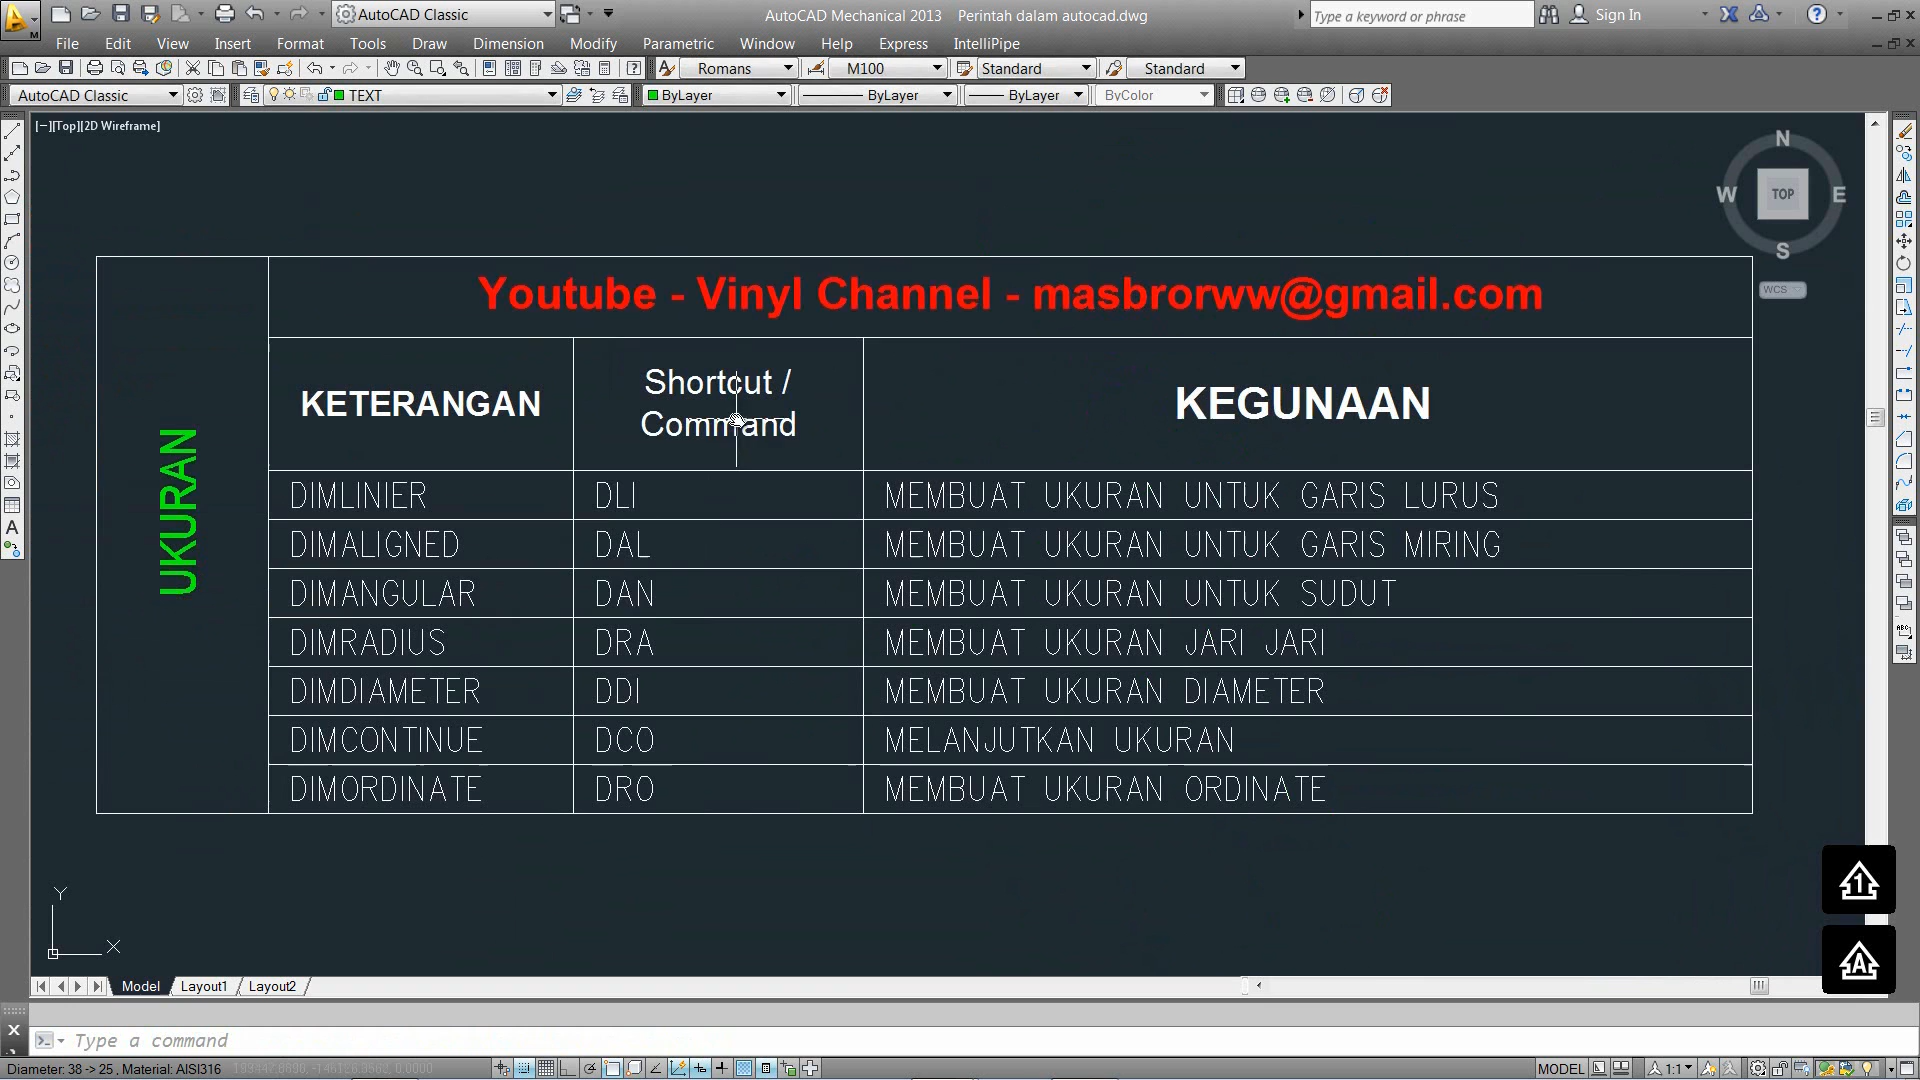 AutoCAD Classic
AutoCAD Mechanical 2013 Perintah dalam autocad.dwg
Type a keyword or phrase
Sign In
File Edit View Insert Format Tools Draw Dimension Modify Parametric Window Help Express IntelliPipe
Romans M100 Standard Standard
AutoCAD Classic TEXT ByLayer ByLayer ByLayer ByColor
[−][Top][2D Wireframe]
N
W TOP E
S
WCS
Youtube - Vinyl Channel - masbrorww@gmail.com
UKURAN
KETERANGAN Shortcut / Command KEGUNAAN
DIMLINIER DLI MEMBUAT UKURAN UNTUK GARIS LURUS
DIMALIGNED DAL MEMBUAT UKURAN UNTUK GARIS MIRING
DIMANGULAR DAN MEMBUAT UKURAN UNTUK SUDUT
DIMRADIUS DRA MEMBUAT UKURAN JARI JARI
DIMDIAMETER DDI MEMBUAT UKURAN DIAMETER
DIMCONTINUE DCO MELANJUTKAN UKURAN
DIMORDINATE DRO MEMBUAT UKURAN ORDINATE
1
A
Y
X
Model Layout1 Layout2
Type a command
Diameter: 38 -> 25 , Material: AISI316
MODEL 1:1